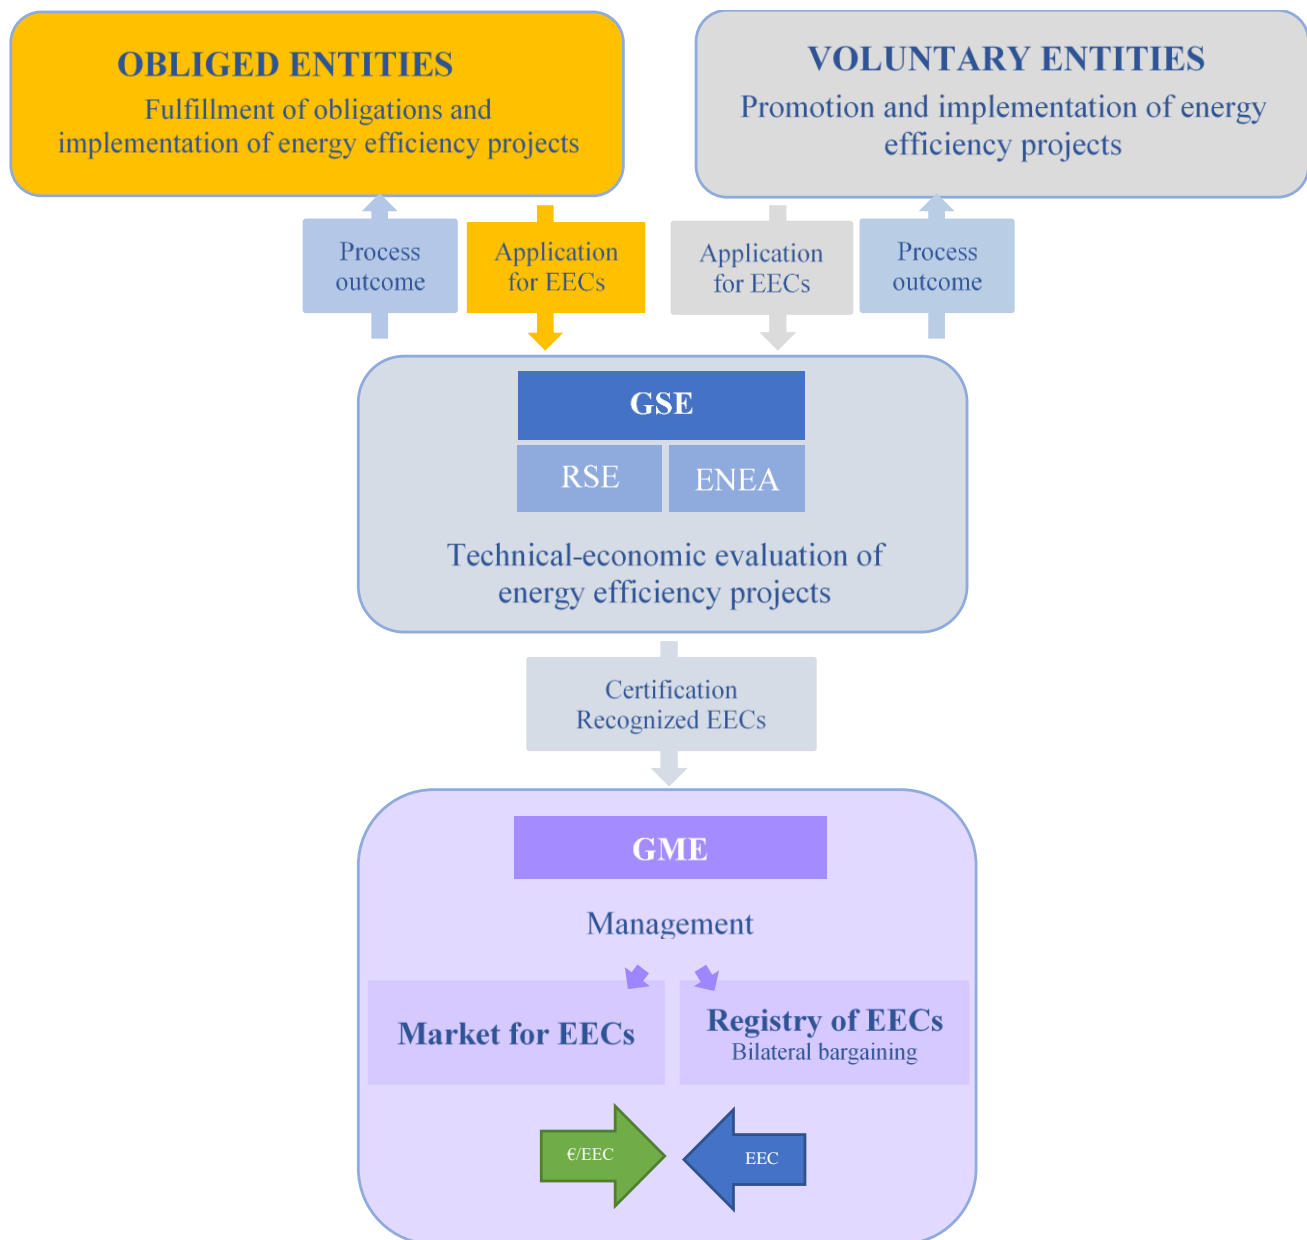 OBLIGED ENTITIES
Fulfillment of obligations and
implementation of energy efficiency projects
VOLUNTARY ENTITIES
Promotion and implementation of energy
efficiency projects
Process
outcome
Application
for EECs
Application
for EECs
Process
outcome
GSE
RSE
ENEA
Technical-economic evaluation of
energy efficiency projects
Certification
Recognized EECs
GME
Management
Market for EECs
Registry of EECs
Bilateral bargaining
€/EEC
EEC